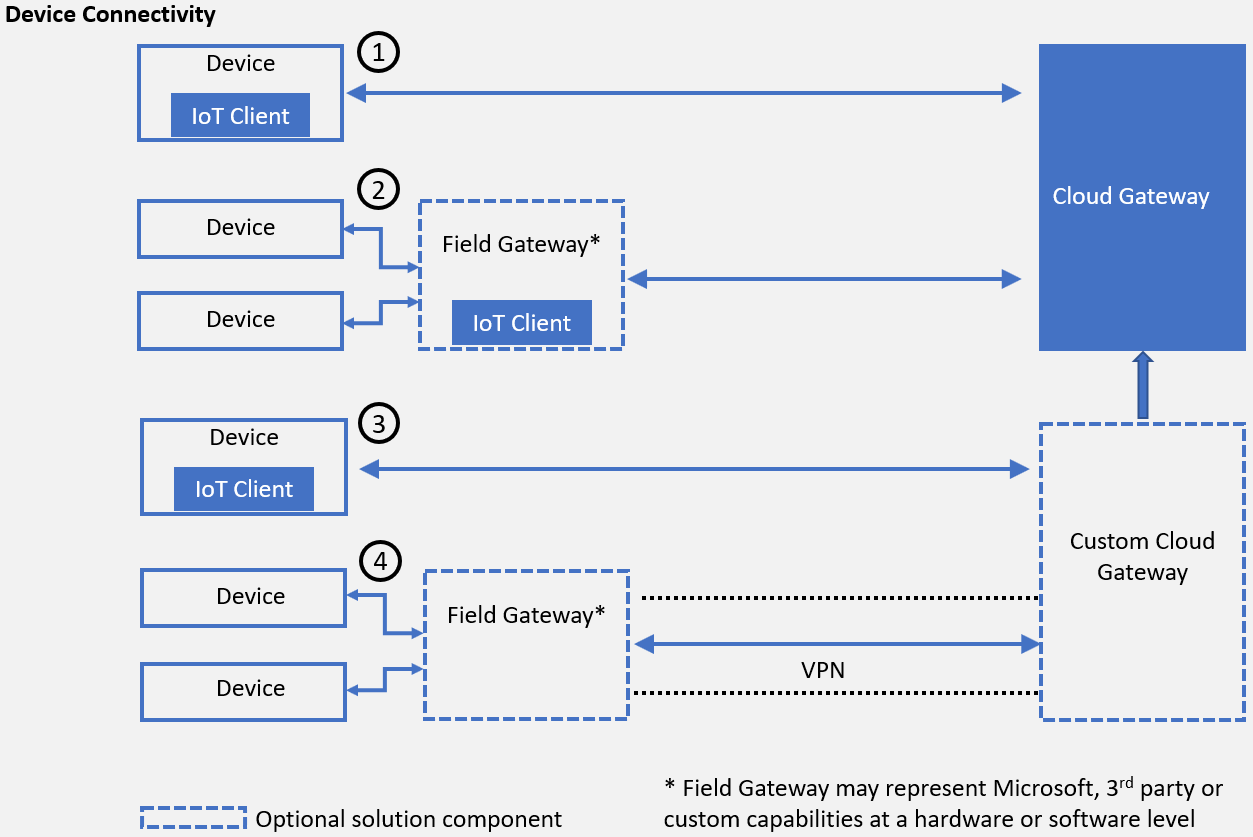 Device Connectivity
1
Device
IoT Client
Cloud Gateway
2
Device
Field Gateway*
Device
IoT Client
3
Device
IoT Client
Custom Cloud
Gateway
4
Device
Field Gateway*
Device
VPN
* Field Gateway may represent Microsoft, 3rd party or
custom capabilities at a hardware or software level
Optional solution component